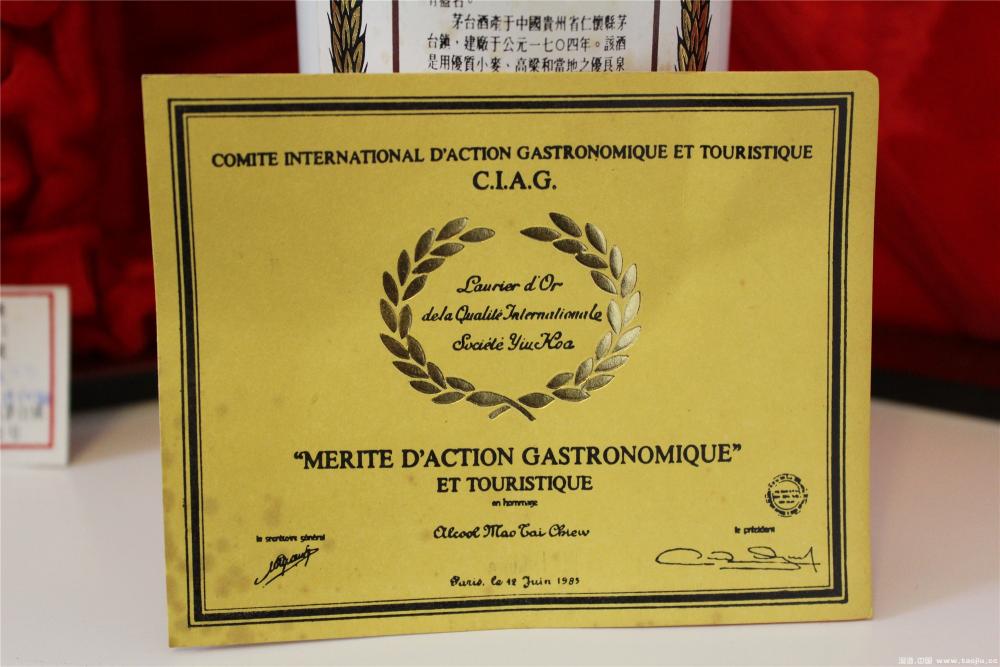 茅台酒產于中國貴州省仁懷縣茅
台鎮，建廠于公元一七〇四年。該酒
是用優質小麥、高粱和當地之優良泉
COMITE INTERNATIONAL D'ACTION GASTRONOMIQUE ET TOURISTIQUE
C.I.A.G.
Laurier d'Or
de la Qualité Internationale
Société Yiu Hoa
“MERITE D'ACTION GASTRONOMIQUE”
ET TOURISTIQUE
en hommage
Alcool Mao Tai Chiew
le secrétaire général
le président
Paris, le 12 Juin 1985
www.taojiu.cc